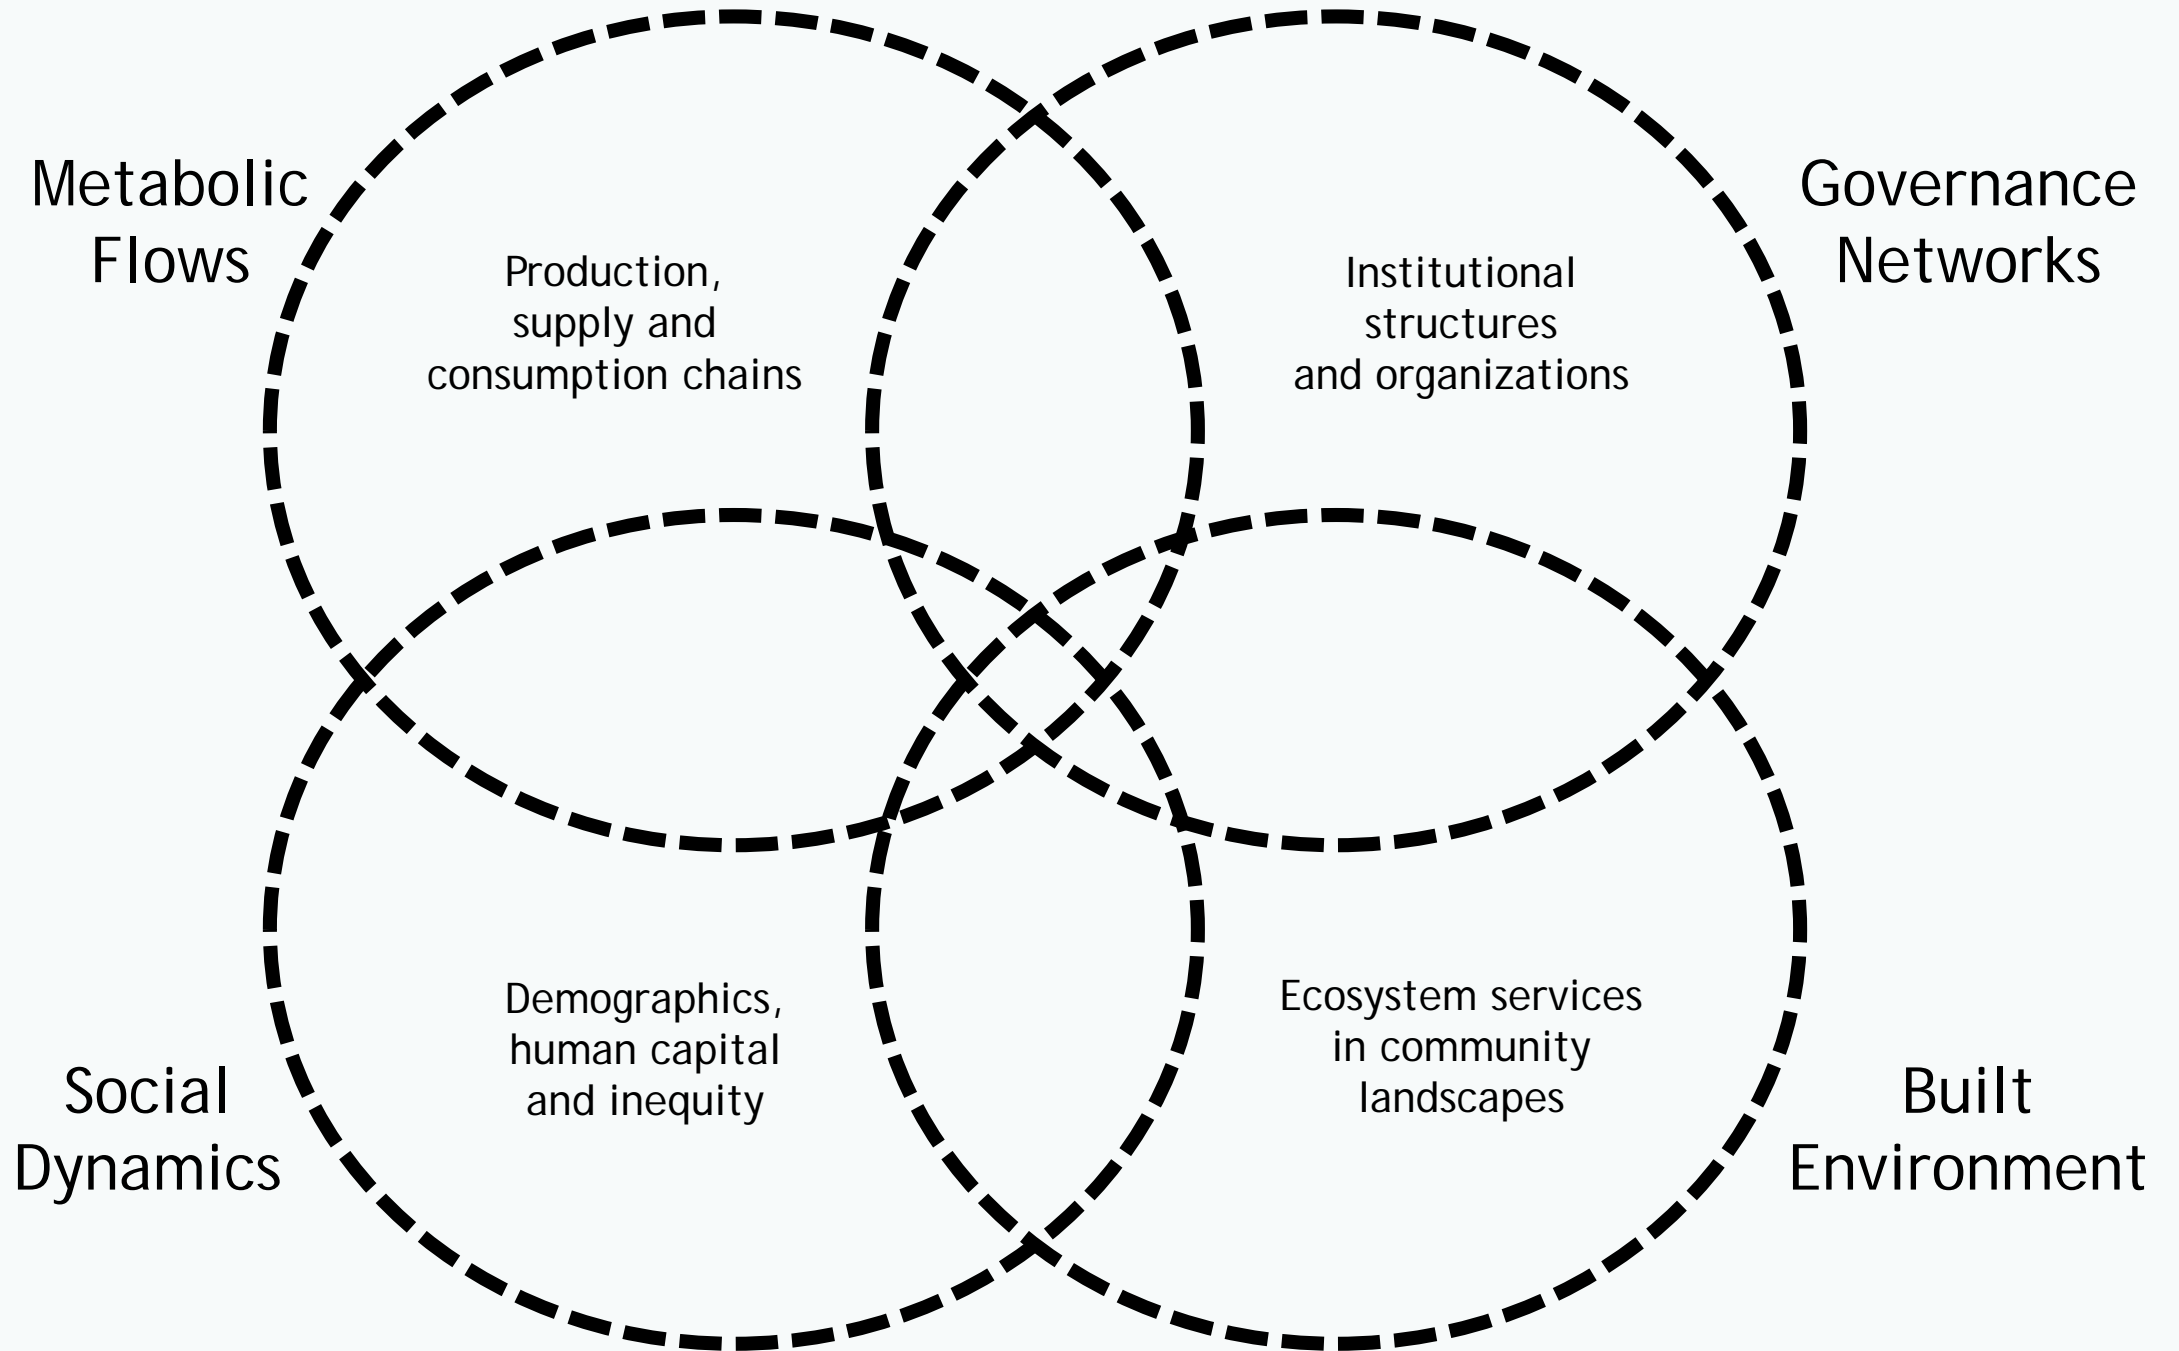 Metabolic
Flows
Production,
supply and
consumption chains
Institutional
structures
and organizations
Governance
Networks
Social
Dynamics
Demographics,
human capital
and inequity
Ecosystem services
in community
landscapes
Built
Environment